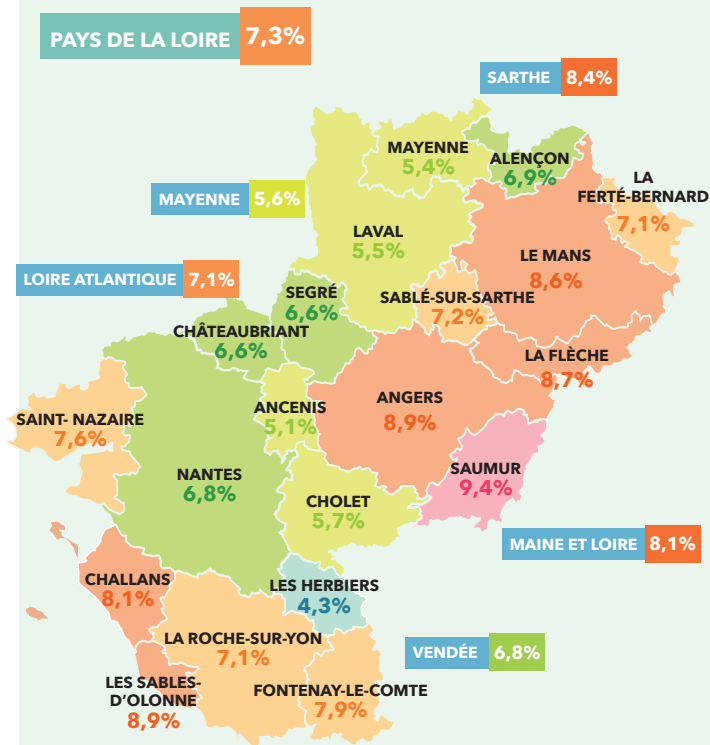 PAYS DE LA LOIRE 7,3%
SARTHE 8,4%
MAYENNE
5,4%
ALENÇON
6,9%
LA
FERTÉ-BERNARD
7,1%
MAYENNE 5,6%
LAVAL
5,5%
LE MANS
8,6%
LOIRE ATLANTIQUE 7,1%
SEGRÉ
6,6%
SABLÉ-SUR-SARTHE
7,2%
CHÂTEAUBRIANT
6,6%
LA FLÈCHE
8,7%
ANGERS
8,9%
ANCENIS
5,1%
SAINT- NAZAIRE
7,6%
NANTES
6,8%
SAUMUR
9,4%
CHOLET
5,7%
MAINE ET LOIRE 8,1%
CHALLANS
8,1%
LES HERBIERS
4,3%
LA ROCHE-SUR-YON
7,1%
VENDÉE 6,8%
LES SABLES-
D'OLONNE
8,9%
FONTENAY-LE-COMTE
7,9%